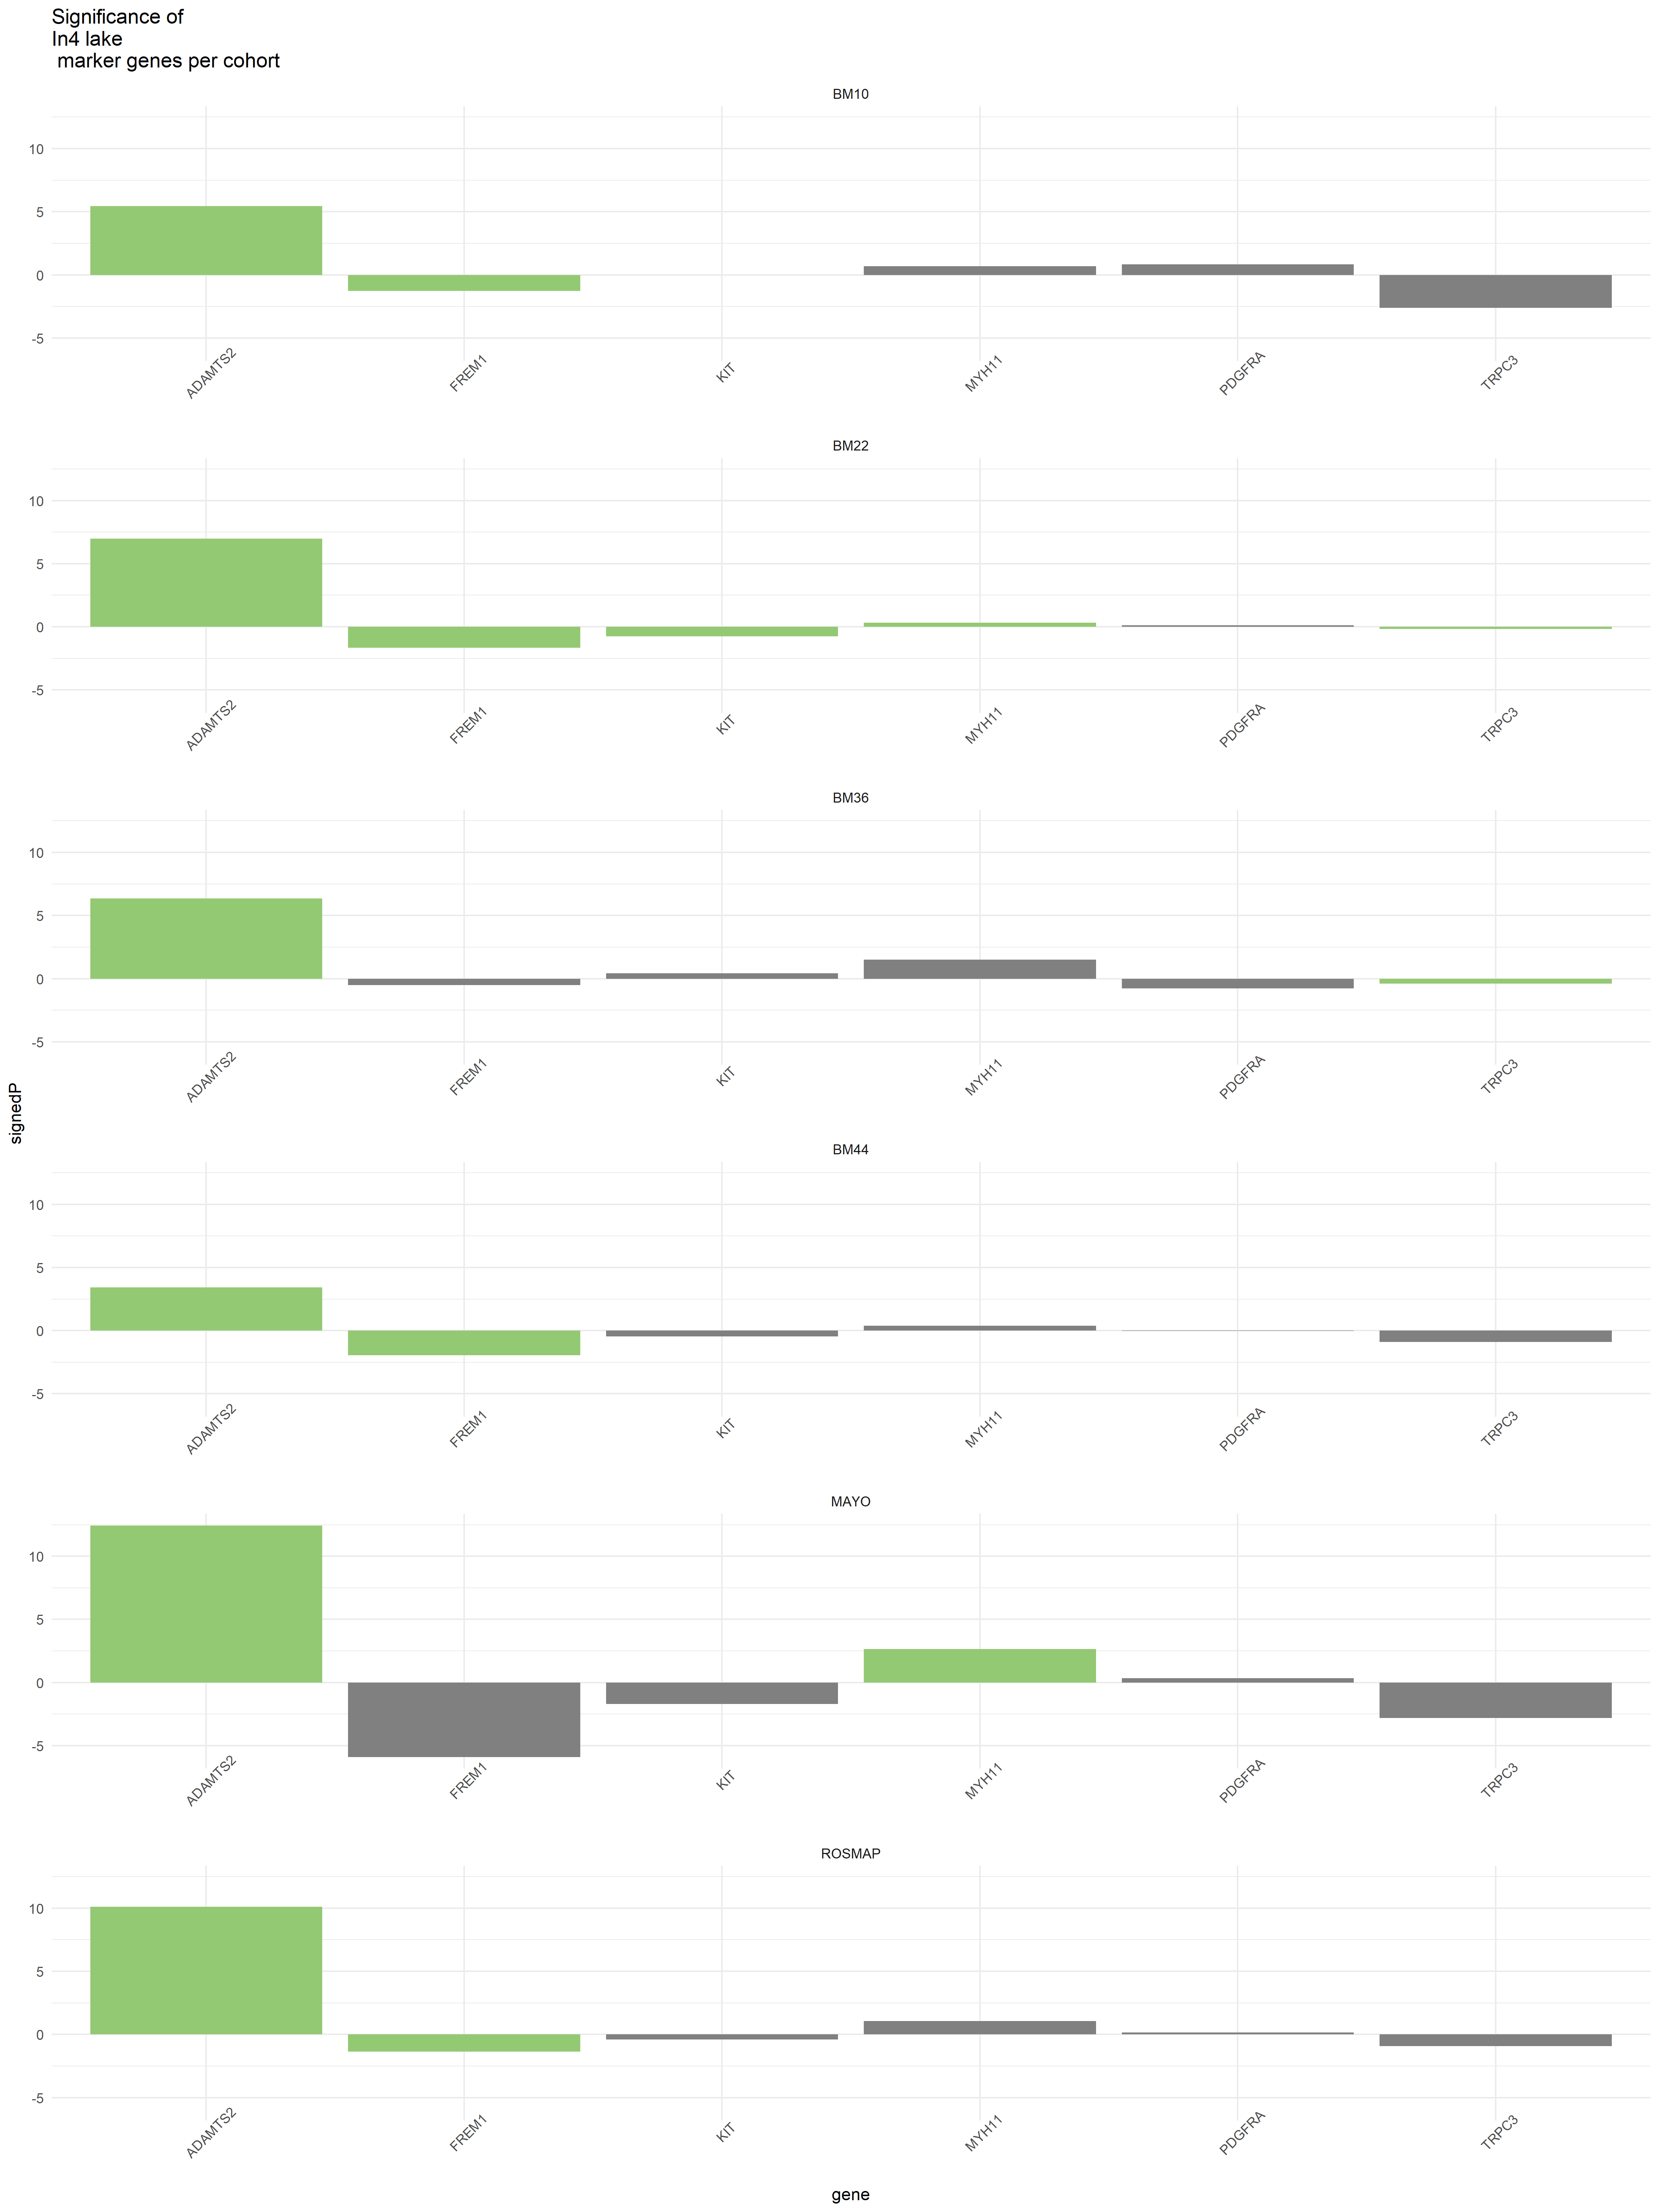 Significance of
In4 lake
marker genes per cohort
BM10
10
5
0
-5
ADAMTS2 FREM1 KIT MYH11 PDGFRA TRPC3
BM22
10
5
0
-5
ADAMTS2 FREM1 KIT MYH11 PDGFRA TRPC3
BM36
10
5
0
-5
ADAMTS2 FREM1 KIT MYH11 PDGFRA TRPC3
signedP
BM44
10
5
0
-5
ADAMTS2 FREM1 KIT MYH11 PDGFRA TRPC3
MAYO
10
5
0
-5
ADAMTS2 FREM1 KIT MYH11 PDGFRA TRPC3
ROSMAP
10
5
0
-5
ADAMTS2 FREM1 KIT MYH11 PDGFRA TRPC3
gene